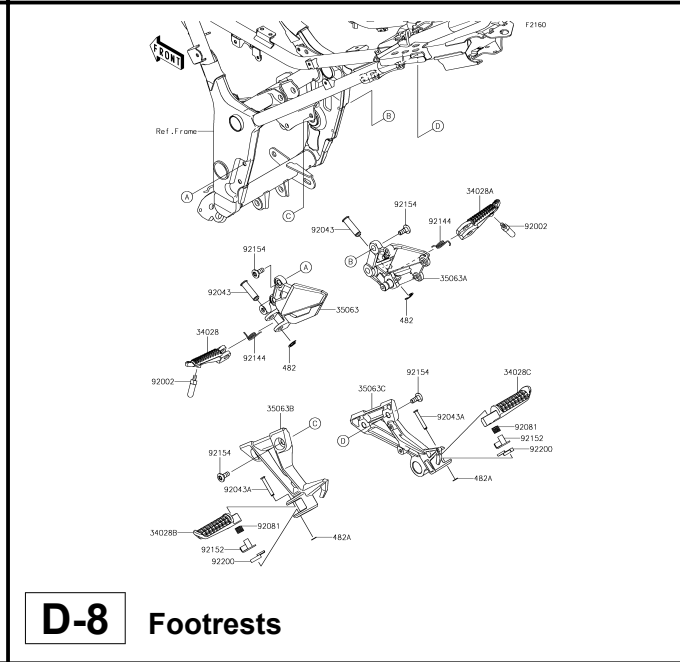 F2160
FRONT
B
D
Ref.Frame
A
C
34028A
92154
92144
92043
92002
92154
B
A
35063A
92043
482
35063
34028
92144
482
92002
92154
34028C
35063C
35063B
92043A
C
92081
D
92152
92154
92200
92043A
482A
34028B
92081
482A
92152
92200
D-8 Footrests